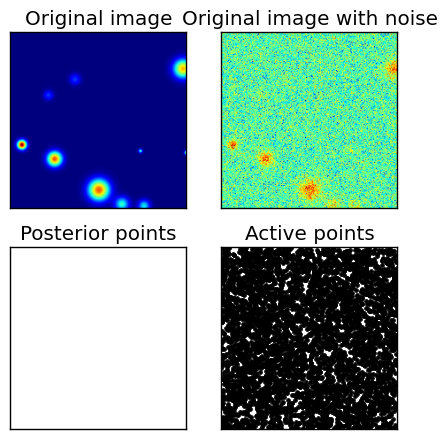 Original image
Original image with noise
Posterior points
Active points